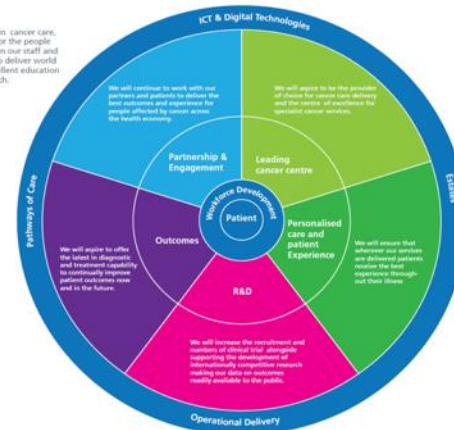 n cancer care,
or the people
n our staff and
o deliver world
ellent education
ch.
ICT & Digital Technologies
We will continue to work with our
partners and patients to deliver the
best outcomes and experience for
people affected by cancer across
the health economy.
We will aspire to be the provider
of choice for cancer care delivery
and the centre of excellence for
specialist cancer services.
Partnership &
Engagement
Leading
cancer centre
Pathways of Care
Estates
Workforce Development
Patient
Outcomes
Personalised
care and
patient
Experience
We will aspire to offer
the latest in diagnostic
and treatment capability
to continually improve
patient outcomes now
and in the future.
We will ensure that
wherever our services
are delivered patients
receive the best
experience through-
out their illness
R&D
We will increase the recruitment and
numbers of clinical trial alongside
supporting the development of
internationally competitive research
making our data on outcomes
readily available to the public.
Operational Delivery